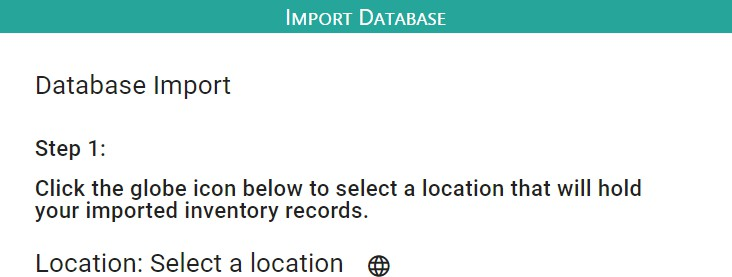 Import Database
Database Import
Step 1:
Click the globe icon below to select a location that will hold
your imported inventory records.
Location: Select a location